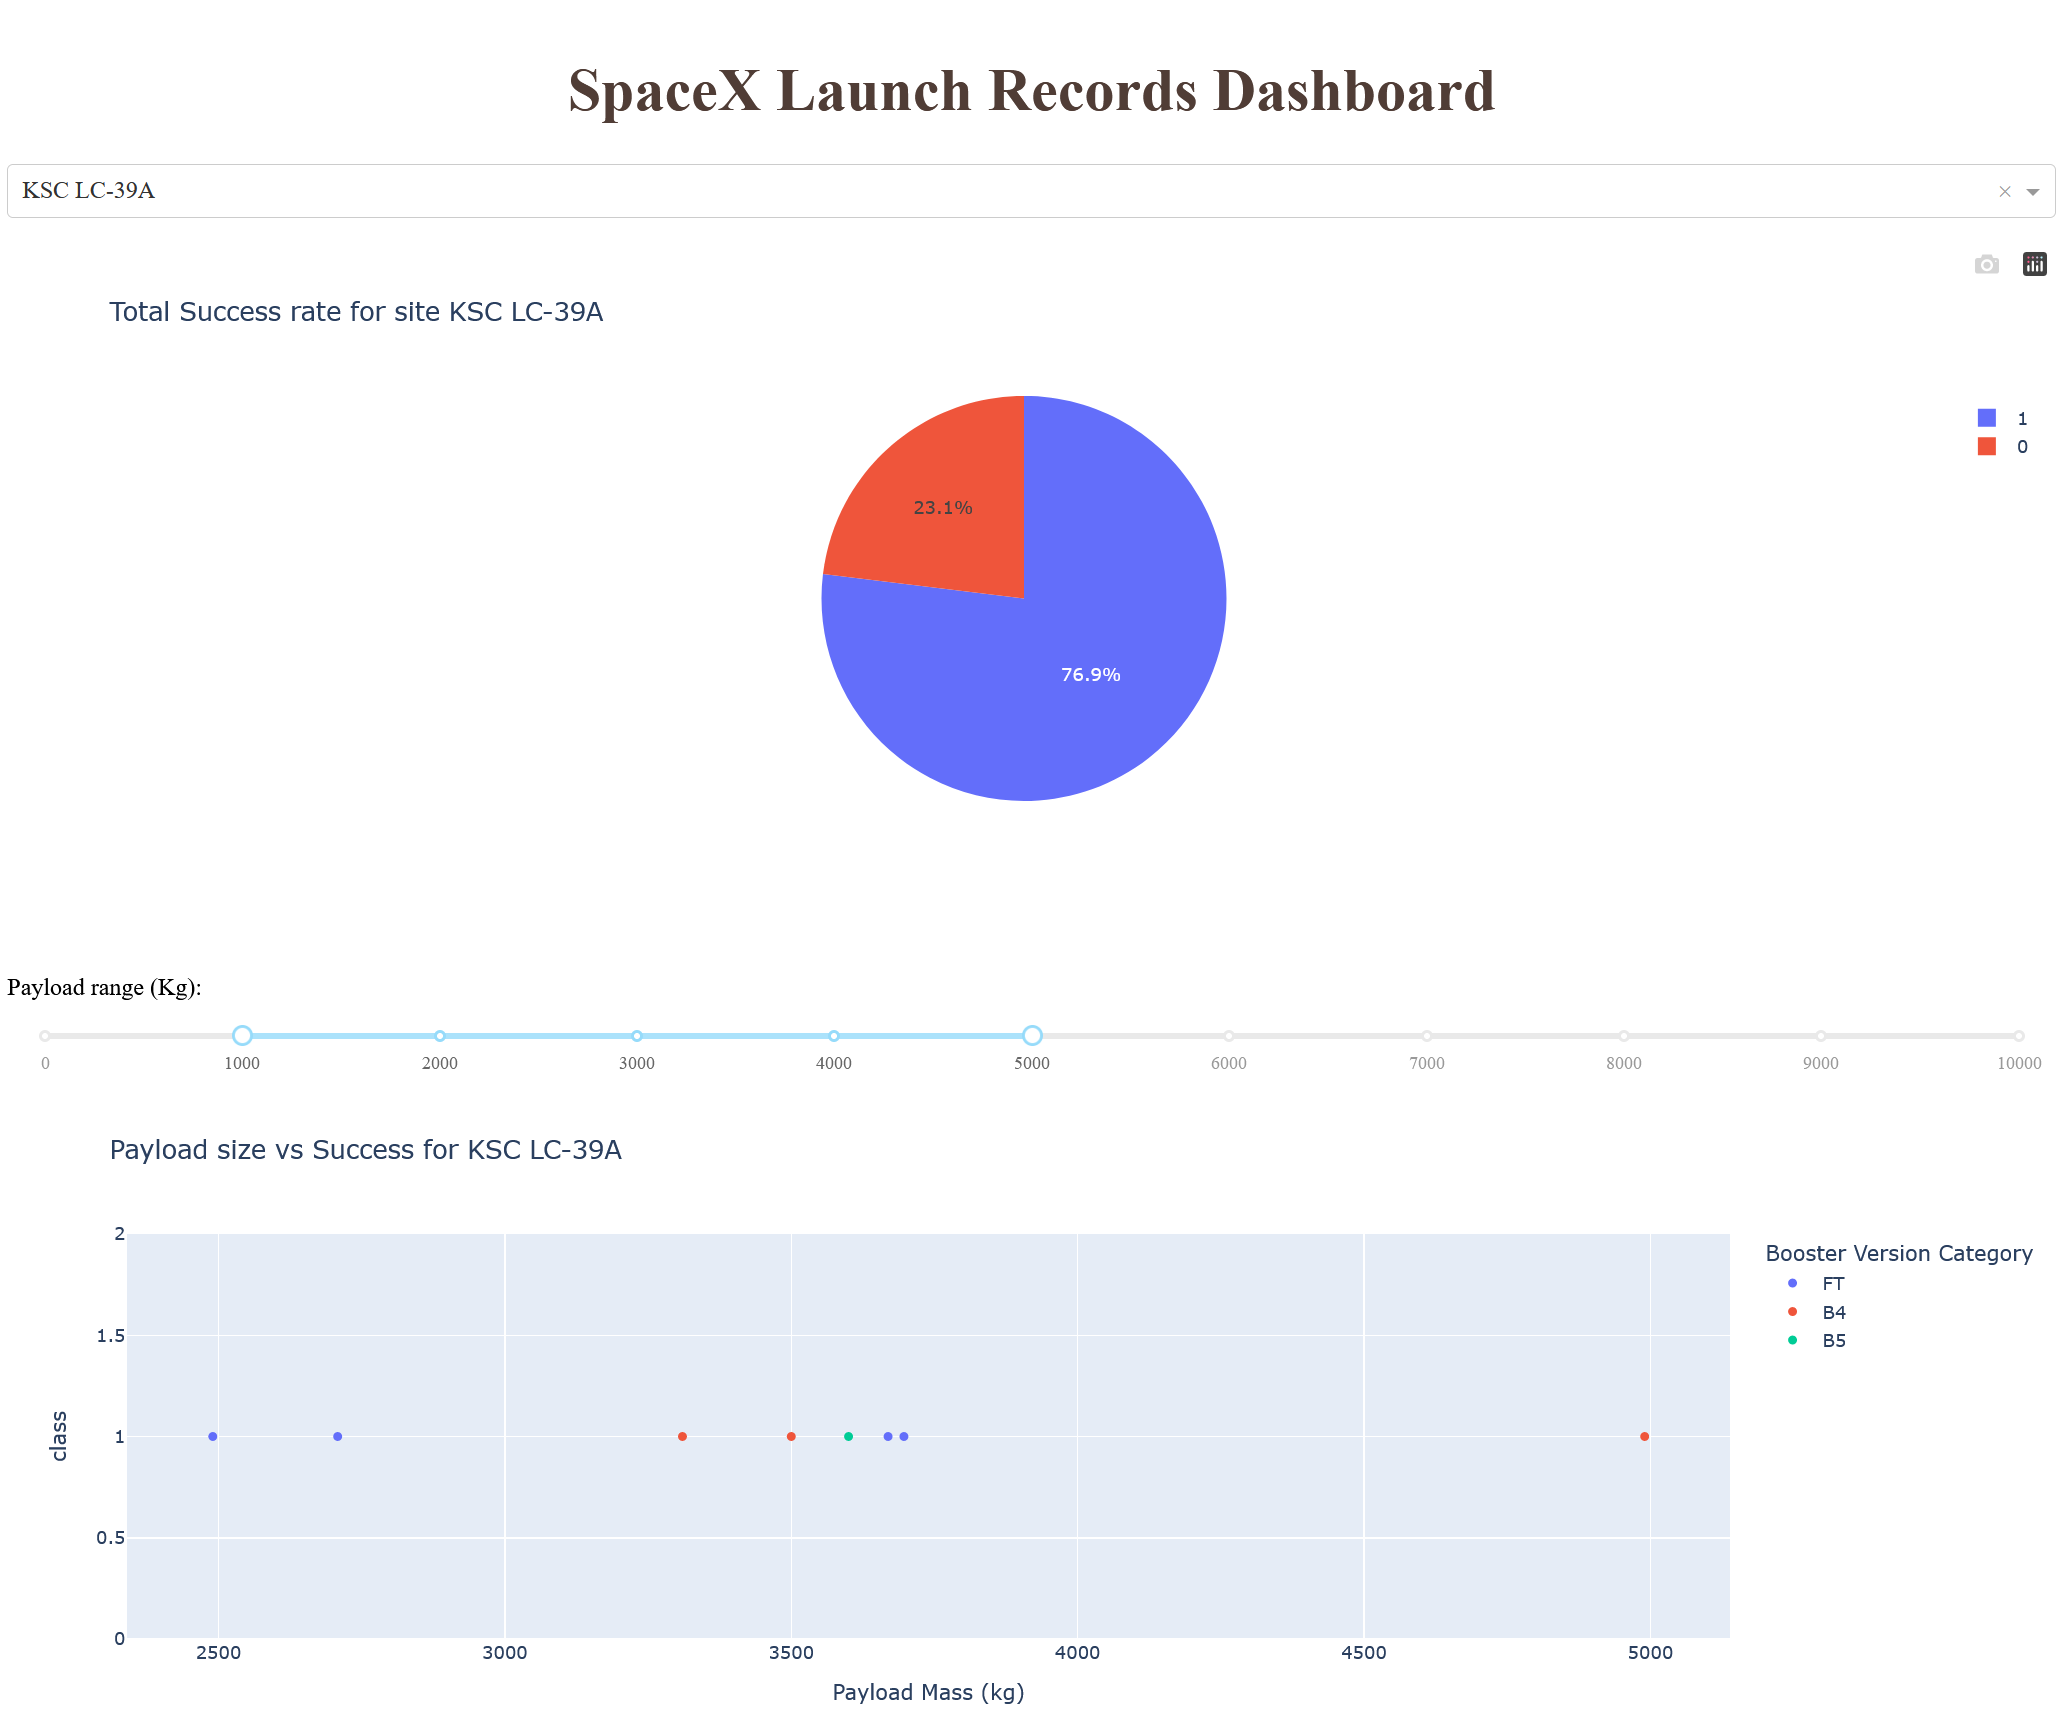 SpaceX Launch Records Dashboard
KSC LC-39A
Total Success rate for site KSC LC-39A
1
0
23.1%
76.9%
Payload range (Kg):
0 1000 2000 3000 4000 5000 6000 7000 8000 9000 10000
Payload size vs Success for KSC LC-39A
Booster Version Category
FT
B4
B5
2
1.5
1
0.5
0
class
2500 3000 3500 4000 4500 5000
Payload Mass (kg)